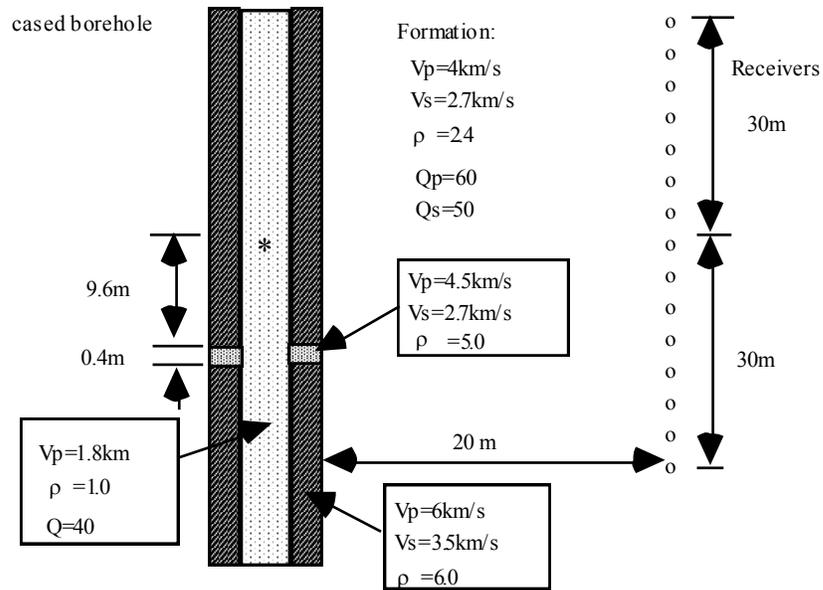 cased borehole
Formation:
Vp=4km/s
Vs=2.7km/s
ρ =2.4
Qp=60
Qs=50
Receivers
30m
*
9.6m
0.4m
Vp=4.5km/s
Vs=2.7km/s
ρ =5.0
30m
20 m
Vp=1.8km
ρ =1.0
Q=40
Vp=6km/s
Vs=3.5km/s
ρ =6.0